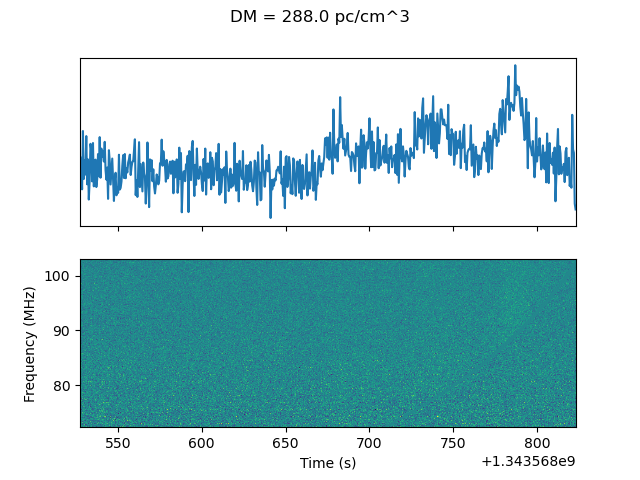 DM = 288.0 pc/cm^3
100
90
80
Frequency (MHz)
550 600 650 700 750 800
Time (s)
+1.343568e9